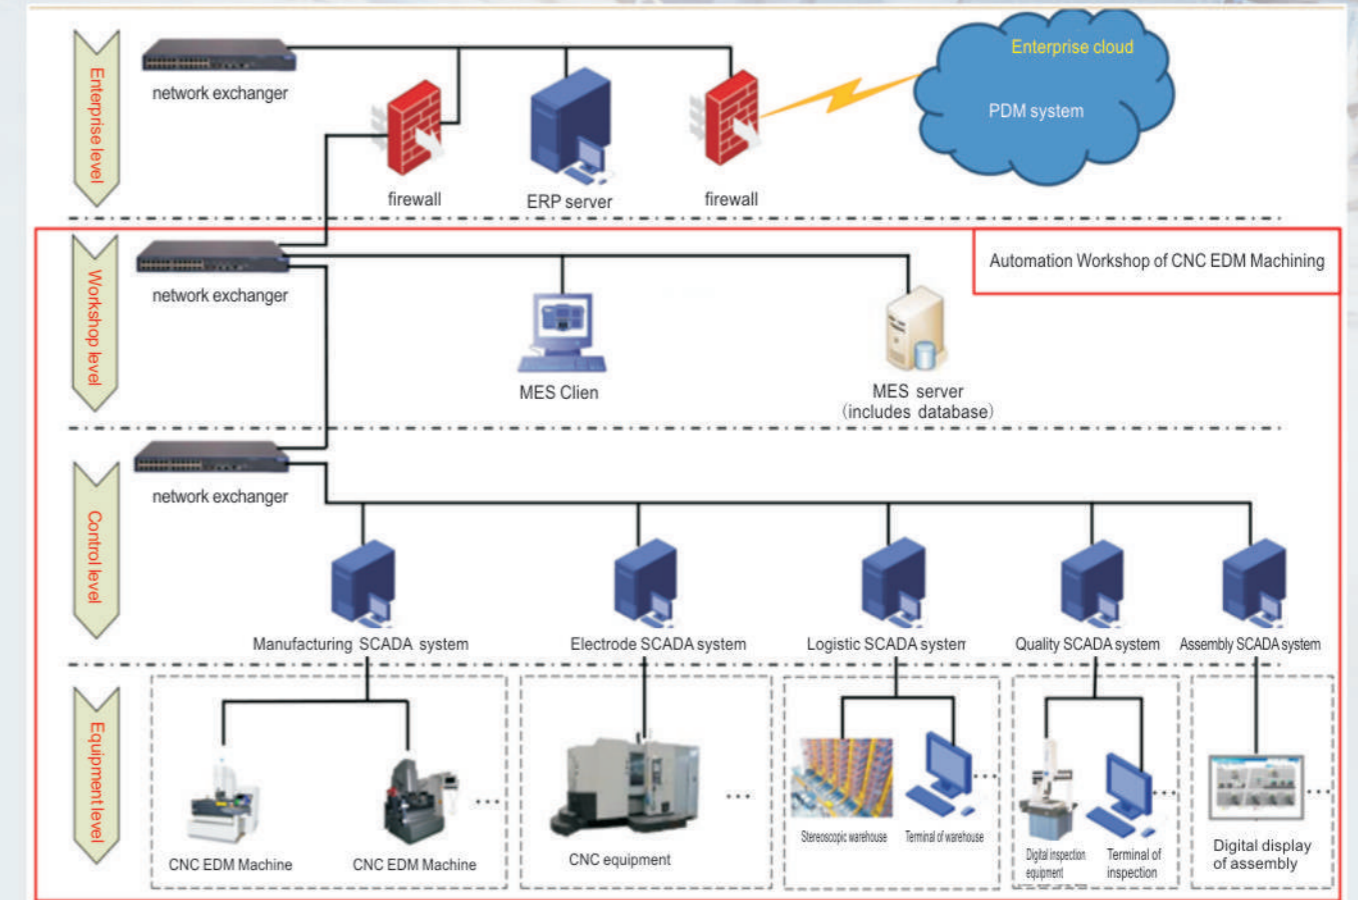 Enterprise level
network exchanger
firewall
ERP server
firewall
Enterprise cloud
PDM system
Workshop level
network exchanger
Automation Workshop of CNC EDM Machining
MES Clien
MES server
(includes database)
Control level
network exchanger
Manufacturing SCADA system
Electrode SCADA system
Logistic SCADA system
Quality SCADA system
Assembly SCADA system
Equipment level
CNC EDM Machine
CNC EDM Machine
...
CNC equipment
...
Stereoscopic warehouse
Terminal of warehouse
...
Digital inspection
equipment
Terminal of
inspection
...
Digital display
of assembly
...